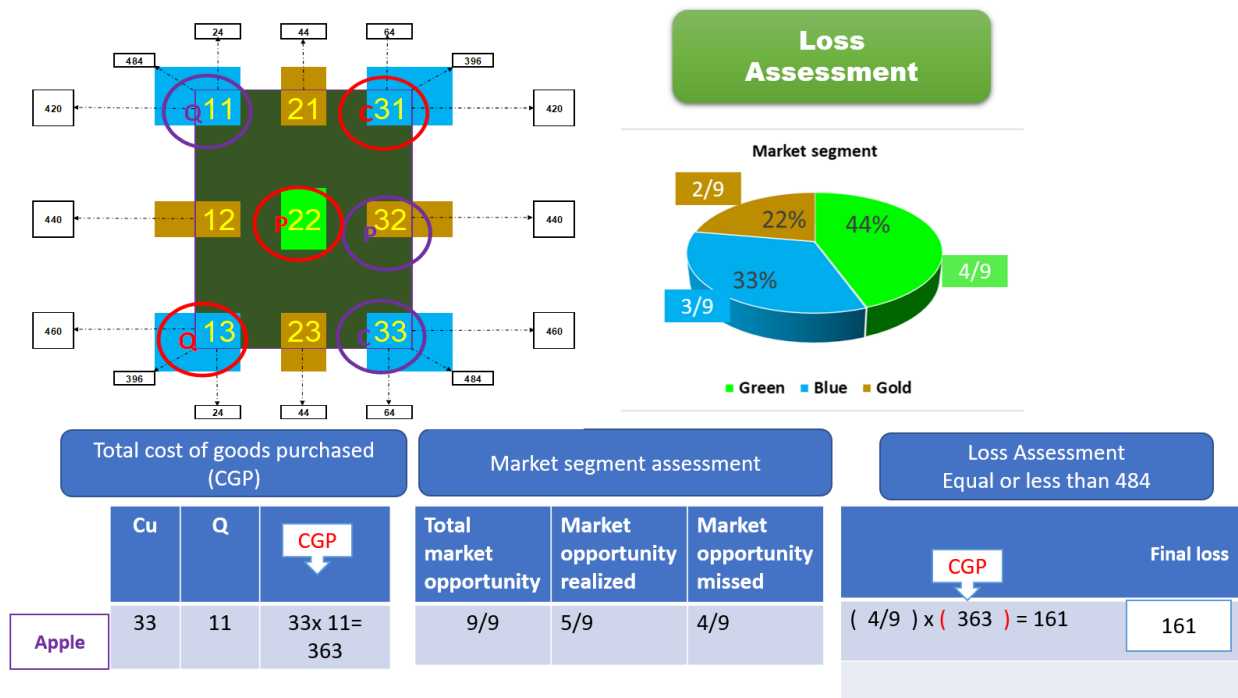 24 44 64
484 396
420 Q 11 21 C 31 420
440 12 P 22 P 32 440
460 Q 13 23 C 33 460
396 484
24 44 64
Loss
Assessment
Market segment
2/9
22% 44%
33%
4/9
3/9
Green Blue Gold
Total cost of goods purchased
(CGP)
Cu Q CGP
Apple 33 11 33x 11=
363
Market segment assessment
Total
market
opportunity
Market
opportunity
realized
Market
opportunity
missed
9/9 5/9 4/9
Loss Assessment
Equal or less than 484
CGP
Final loss
( 4/9 ) x ( 363 ) = 161
161